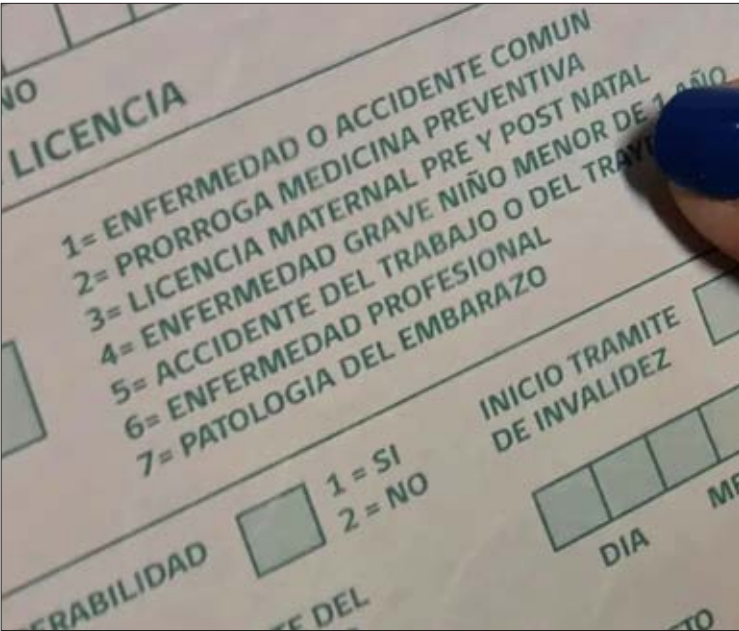 NO
LICENCIA
1= ENFERMEDAD O ACCIDENTE COMUN
2= PRORROGA MEDICINA PREVENTIVA
3= LICENCIA MATERNAL PRE Y POST NATAL
4= ENFERMEDAD GRAVE NIÑO MENOR DE 1 AÑO
5= ACCIDENTE DEL TRABAJO O DEL
6= ENFERMEDAD PROFESIONAL
7= PATOLOGIA DEL EMBARAZO
INICIO TRAMITE
DE INVALIDEZ
1 = SI
2 = NO
DIA
ERABILIDAD
DEL